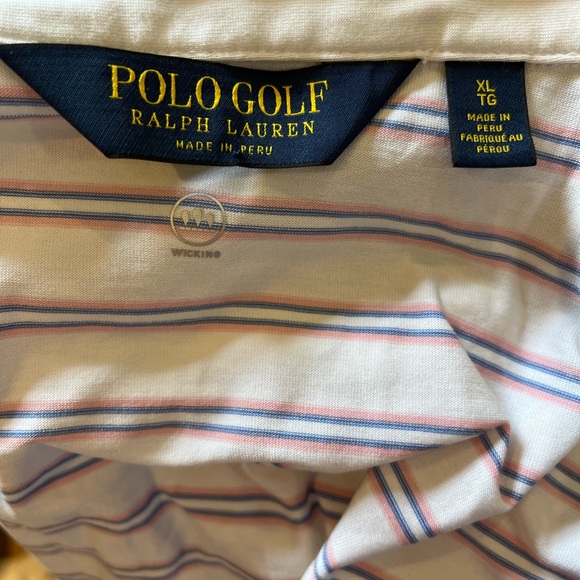 POLO GOLF
RALPH LAUREN
MADE IN PERU
XL
TG
MADE IN
PERU
FABRIQUÉ AU
PÉROU
WICKING